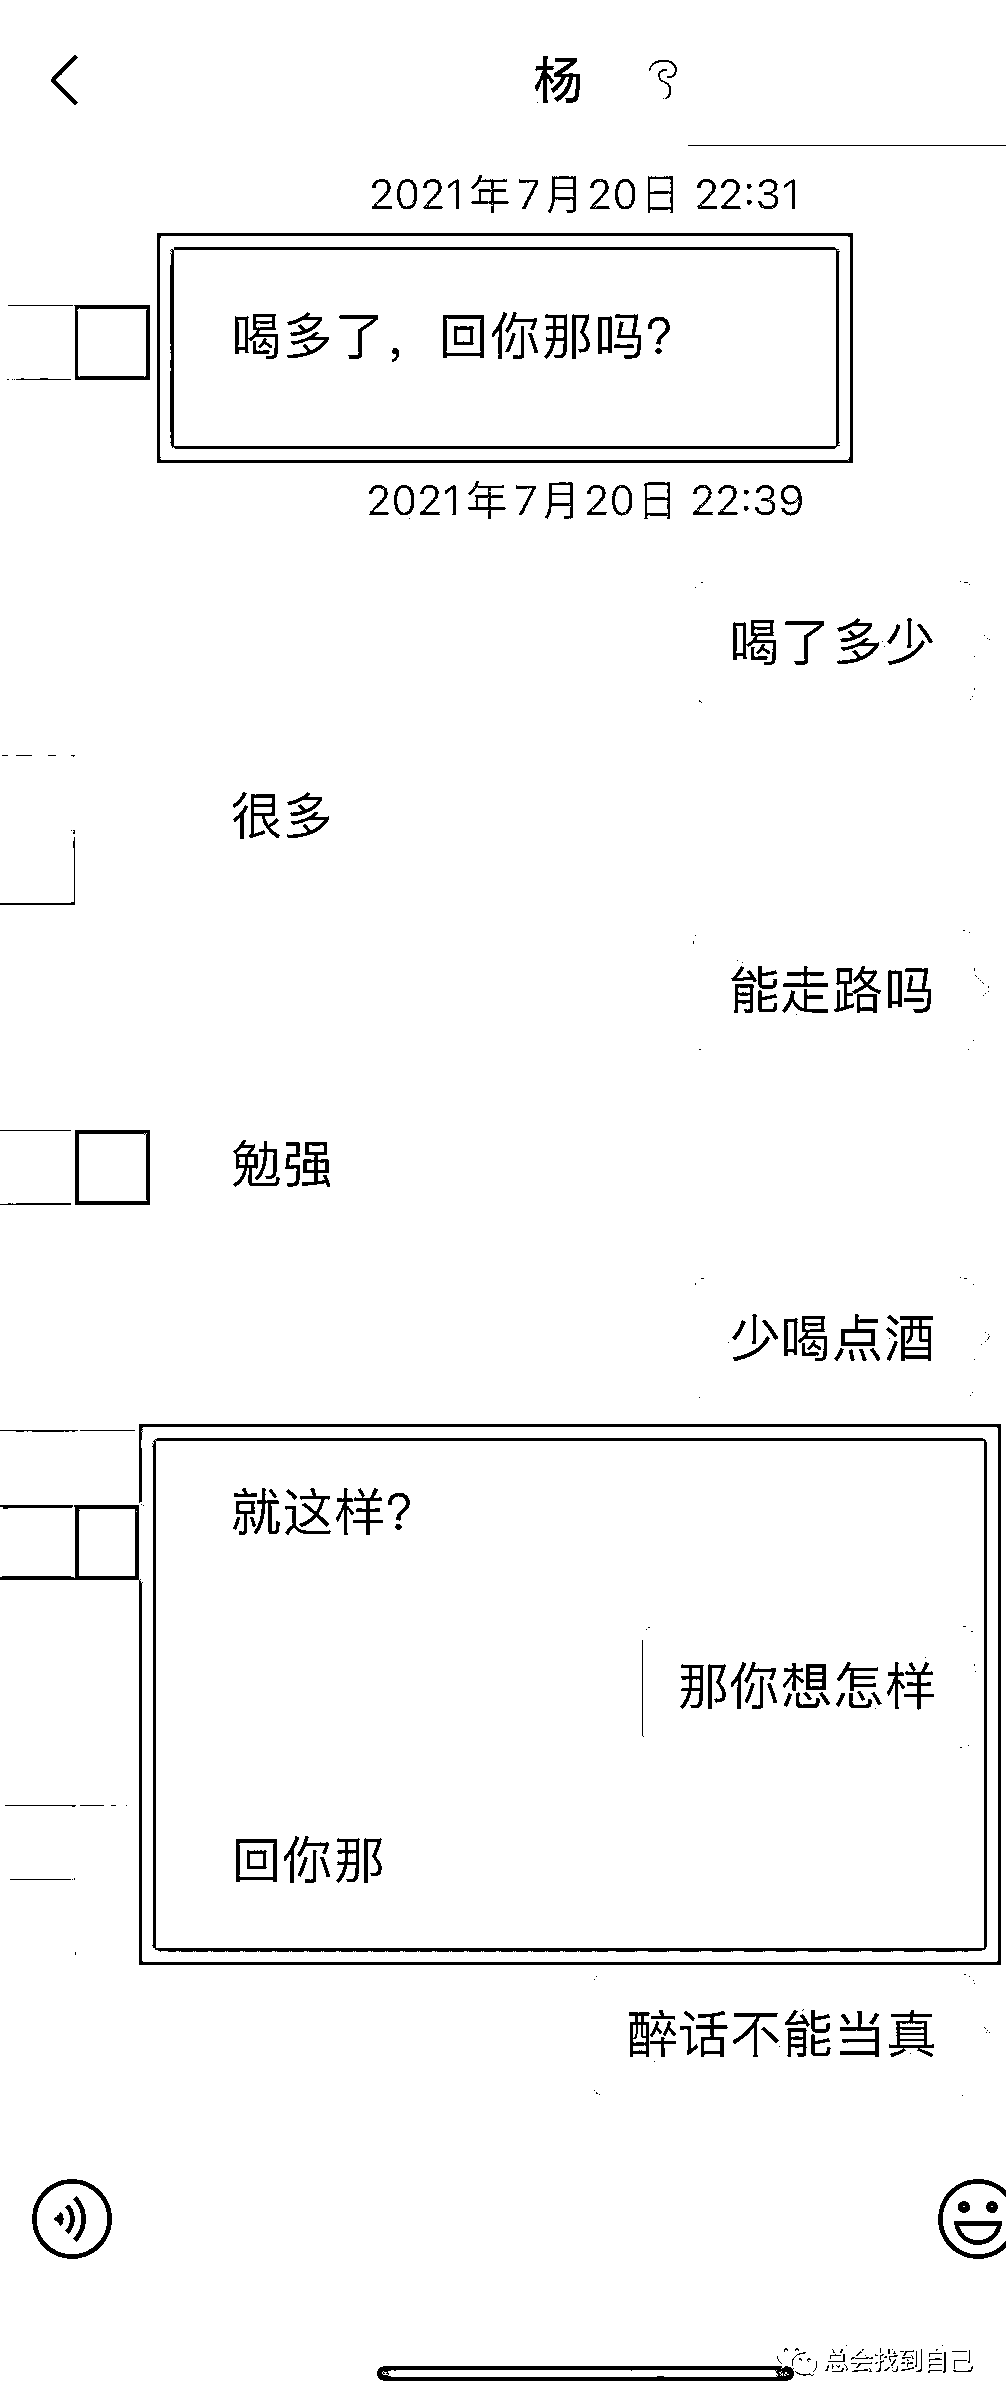 杨
2021年7月20日 22:31
喝多了，回你那吗？
2021年7月20日 22:39
喝了多少
很多
能走路吗
勉强
少喝点酒
就这样？
那你想怎样
回你那
醉话不能当真
总会找到自己